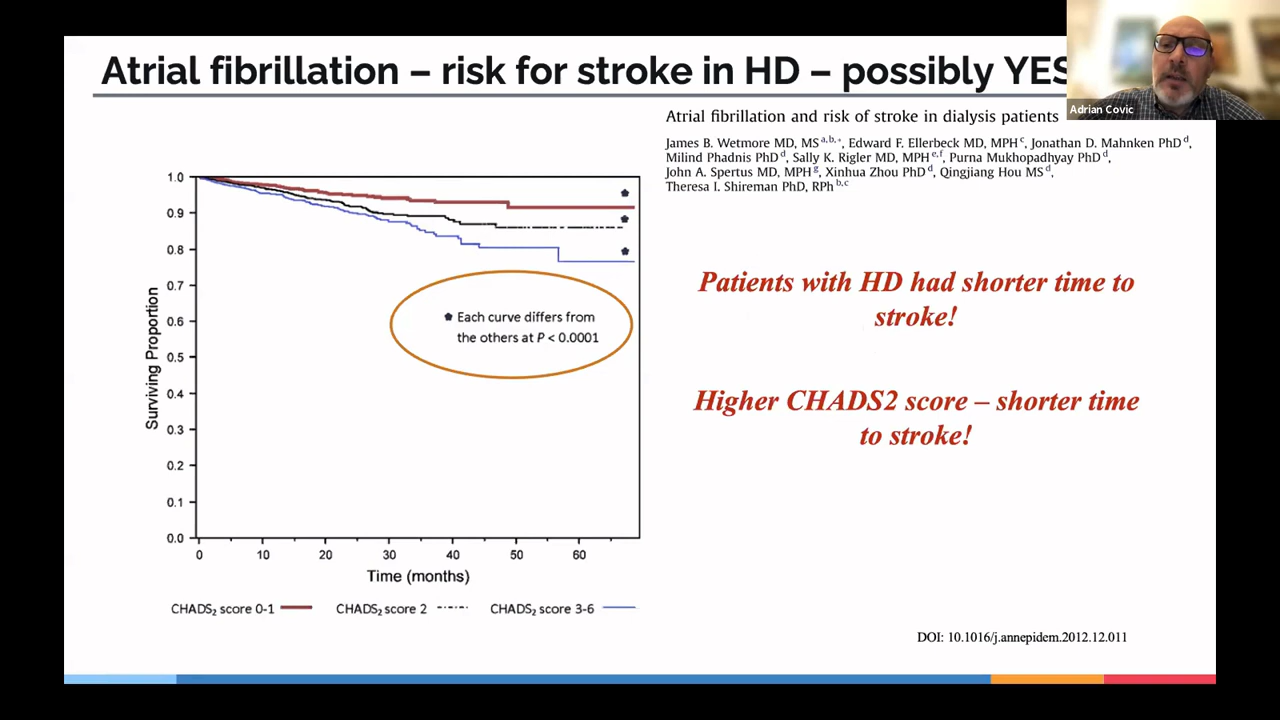 Atrial fibrillation – risk for stroke in HD – possibly YES
Adrian Covic
Atrial fibrillation and risk of stroke in dialysis patients
James B. Wetmore MD, MS a,b,*, Edward F. Ellerbeck MD, MPH c, Jonathan D. Mahnken PhD d,
Milind Phadnis PhD d, Sally K. Rigler MD, MPH e,f, Purna Mukhopadhyay PhD d,
John A. Spertus MD, MPH g, Xinhua Zhou PhD d, Qingjiang Hou MS d,
Theresa I. Shireman PhD, RPh b,c
1.0
0.9
0.8
0.7
0.6
0.5
0.4
0.3
0.2
0.1
0.0
Surviving Proportion
Each curve differs from
the others at P < 0.0001
0 10 20 30 40 50 60
Time (months)
CHADS₂ score 0-1 CHADS₂ score 2 CHADS₂ score 3-6
Patients with HD had shorter time to
stroke!
Higher CHADS2 score – shorter time
to stroke!
DOI: 10.1016/j.annepidem.2012.12.011